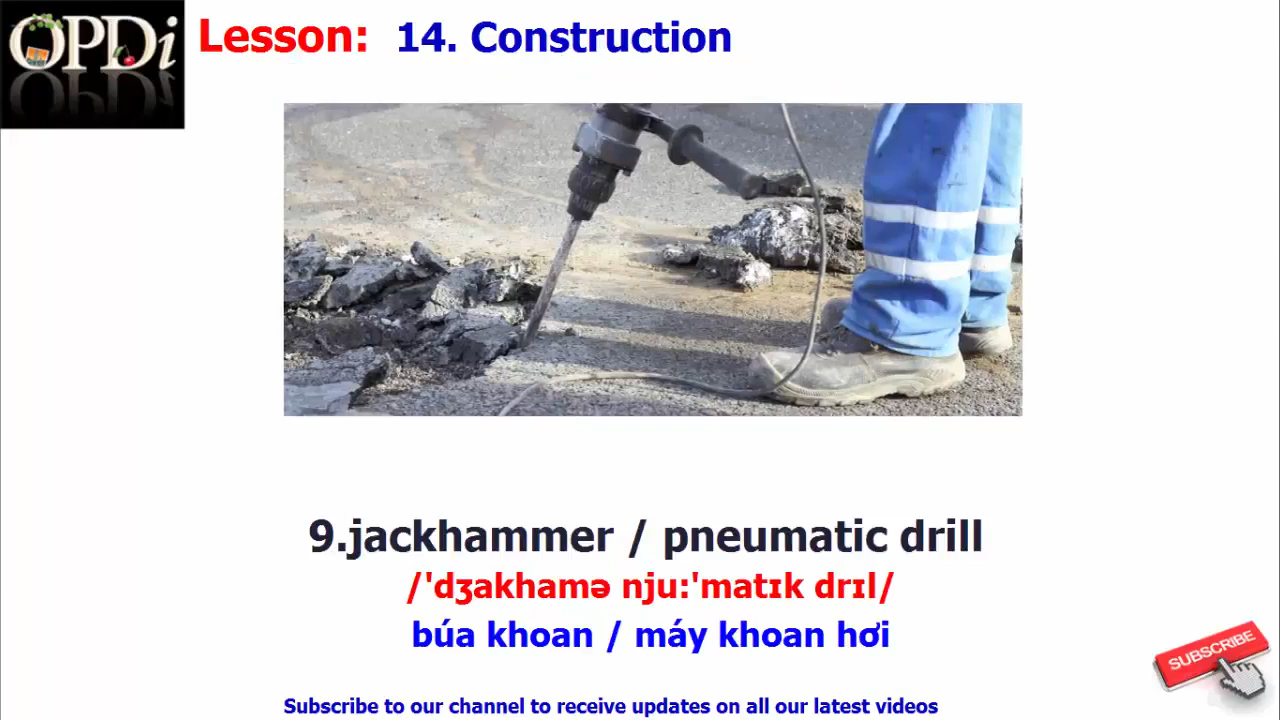 OPDi
Lesson: 14. Construction
9.jackhammer / pneumatic drill
/'dʒakhamə nju:'matɪk drɪl/
búa khoan / máy khoan hơi
SUBSCRIBE
Subscribe to our channel to receive updates on all our latest videos